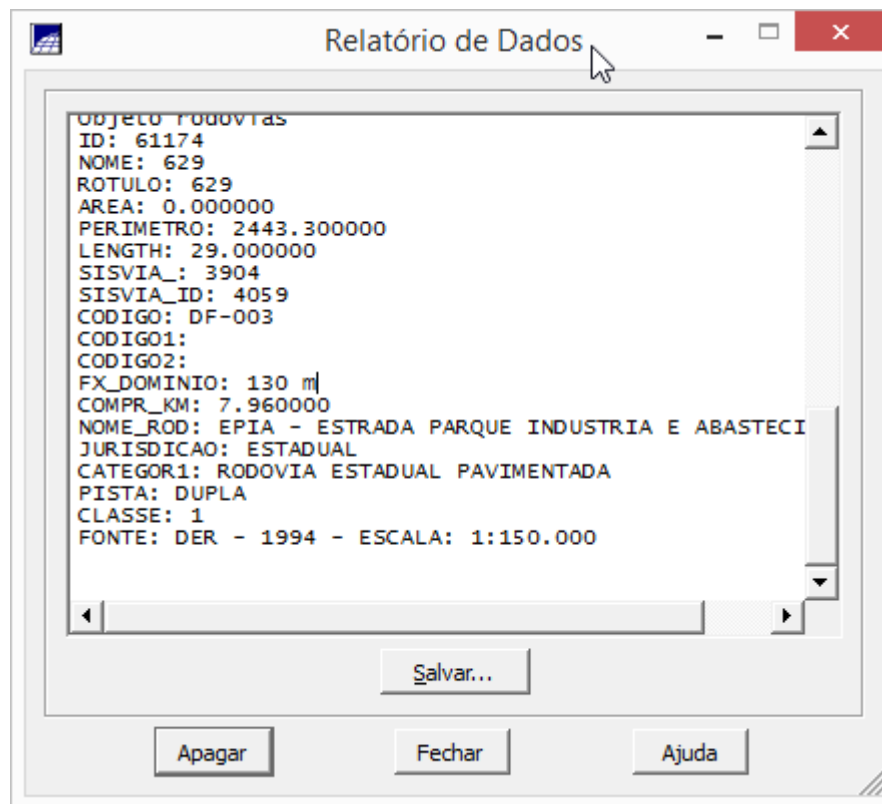 Relatório de Dados
Objeto rodovias
ID: 61174
NOME: 629
ROTULO: 629
AREA: 0.000000
PERIMETRO: 2443.300000
LENGTH: 29.000000
SISVIA_: 3904
SISVIA_ID: 4059
CODIGO: DF-003
CODIGO1:
CODIGO2:
FX_DOMINIO: 130 m
COMPR_KM: 7.960000
NOME_ROD: EPIA - ESTRADA PARQUE INDUSTRIA E ABASTECI
JURISDICAO: ESTADUAL
CATEGOR1: RODOVIA ESTADUAL PAVIMENTADA
PISTA: DUPLA
CLASSE: 1
FONTE: DER - 1994 - ESCALA: 1:150.000
Salvar...
Apagar Fechar Ajuda